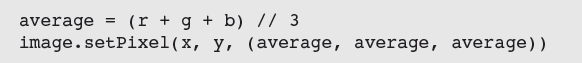 average = (r + g + b) // 3
image.setPixel(x, y, (average, average, average))